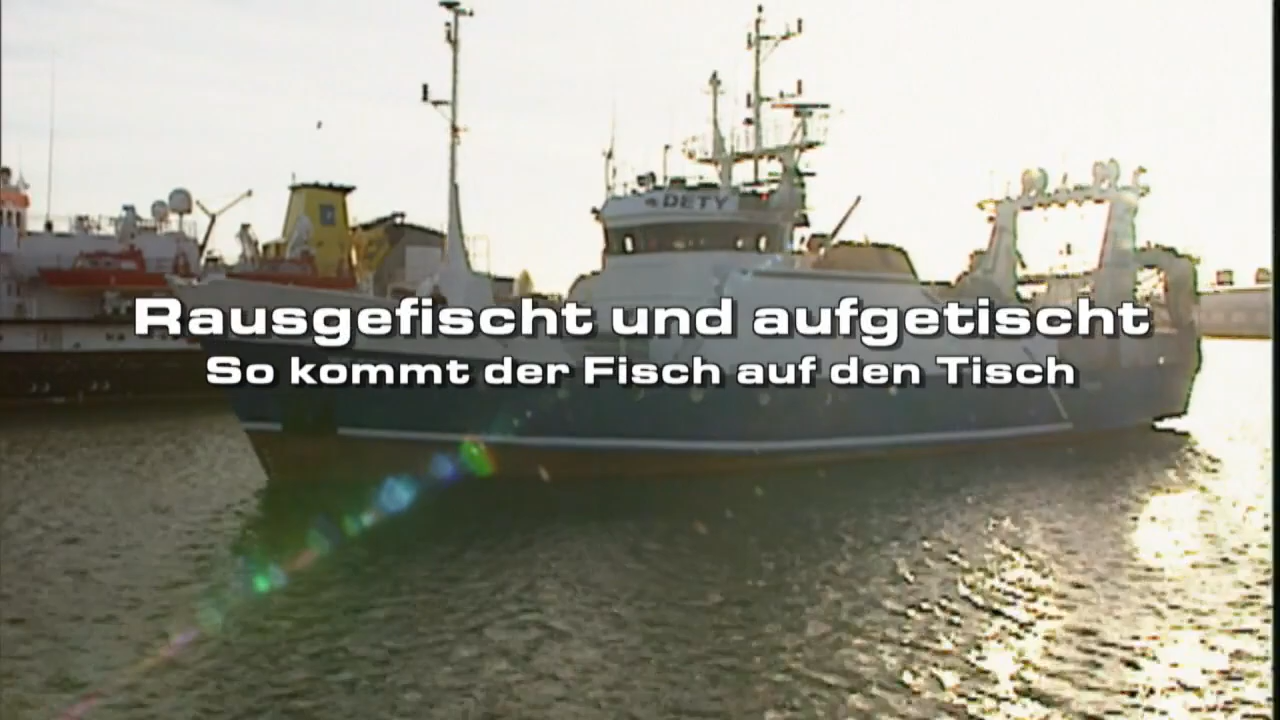 DETY
Rausgefischt und aufgetischt
So kommt der Fisch auf den Tisch